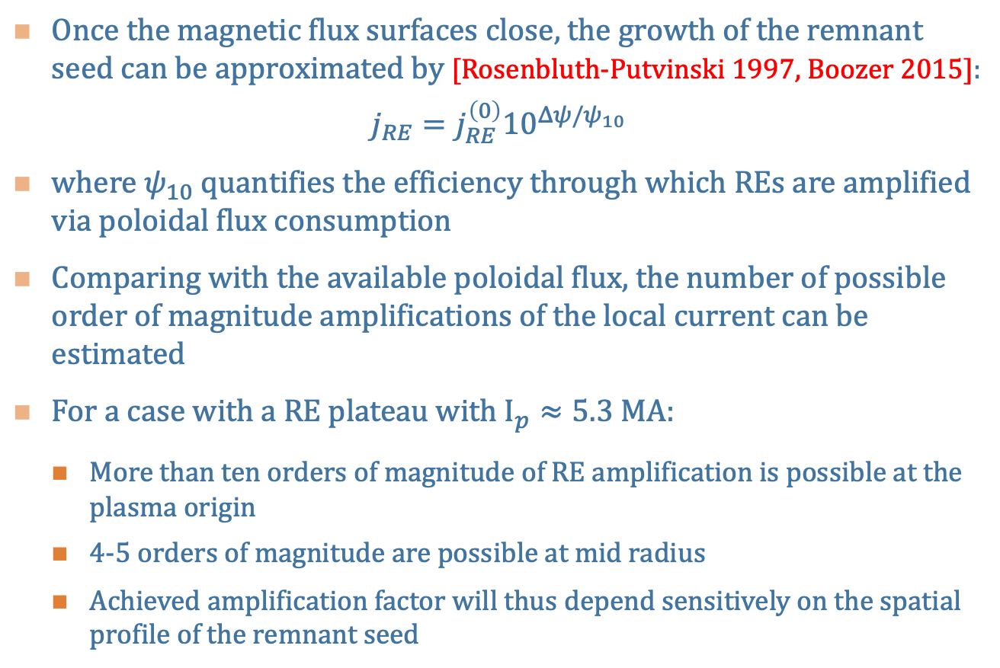 ■ Once the magnetic flux surfaces close, the growth of the remnant
seed can be approximated by [Rosenbluth-Putvinski 1997, Boozer 2015]:
$j_{RE} = j_{RE}^{(0)} 10^{\Delta\psi/\psi_{10}}$
■ where $\psi_{10}$ quantifies the efficiency through which REs are amplified
via poloidal flux consumption
■ Comparing with the available poloidal flux, the number of possible
order of magnitude amplifications of the local current can be
estimated
■ For a case with a RE plateau with $\mathrm{I}_p \approx 5.3$ MA:
■ More than ten orders of magnitude of RE amplification is possible at the
plasma origin
■ 4-5 orders of magnitude are possible at mid radius
■ Achieved amplification factor will thus depend sensitively on the spatial
profile of the remnant seed